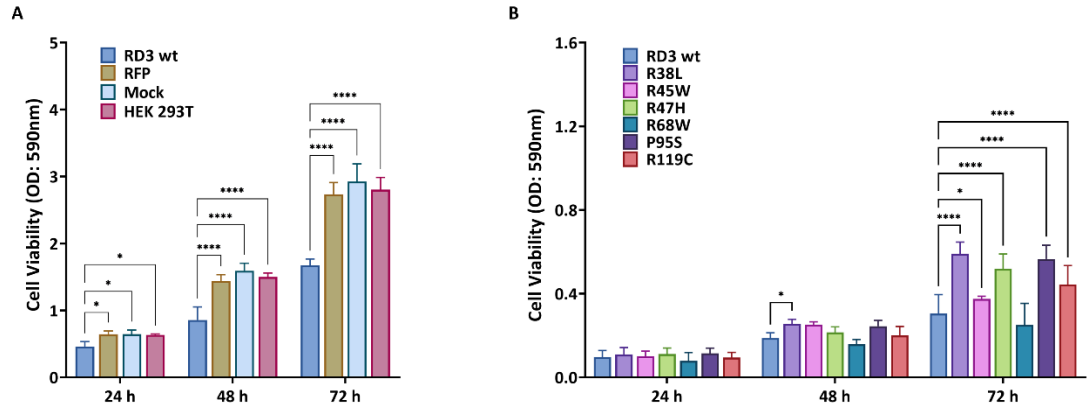 A
Cell Viability (OD: 590nm)
5
4
3
2
1
0
RD3 wt
RFP
Mock
HEK 293T
*
*
*
****
****
****
****
****
****
24 h
48 h
72 h
B
Cell Viability (OD: 590nm)
1.6
1.2
0.8
0.4
0.0
RD3 wt
R38L
R45W
R47H
R68W
P95S
R119C
*
****
*
****
****
****
24 h
48 h
72 h